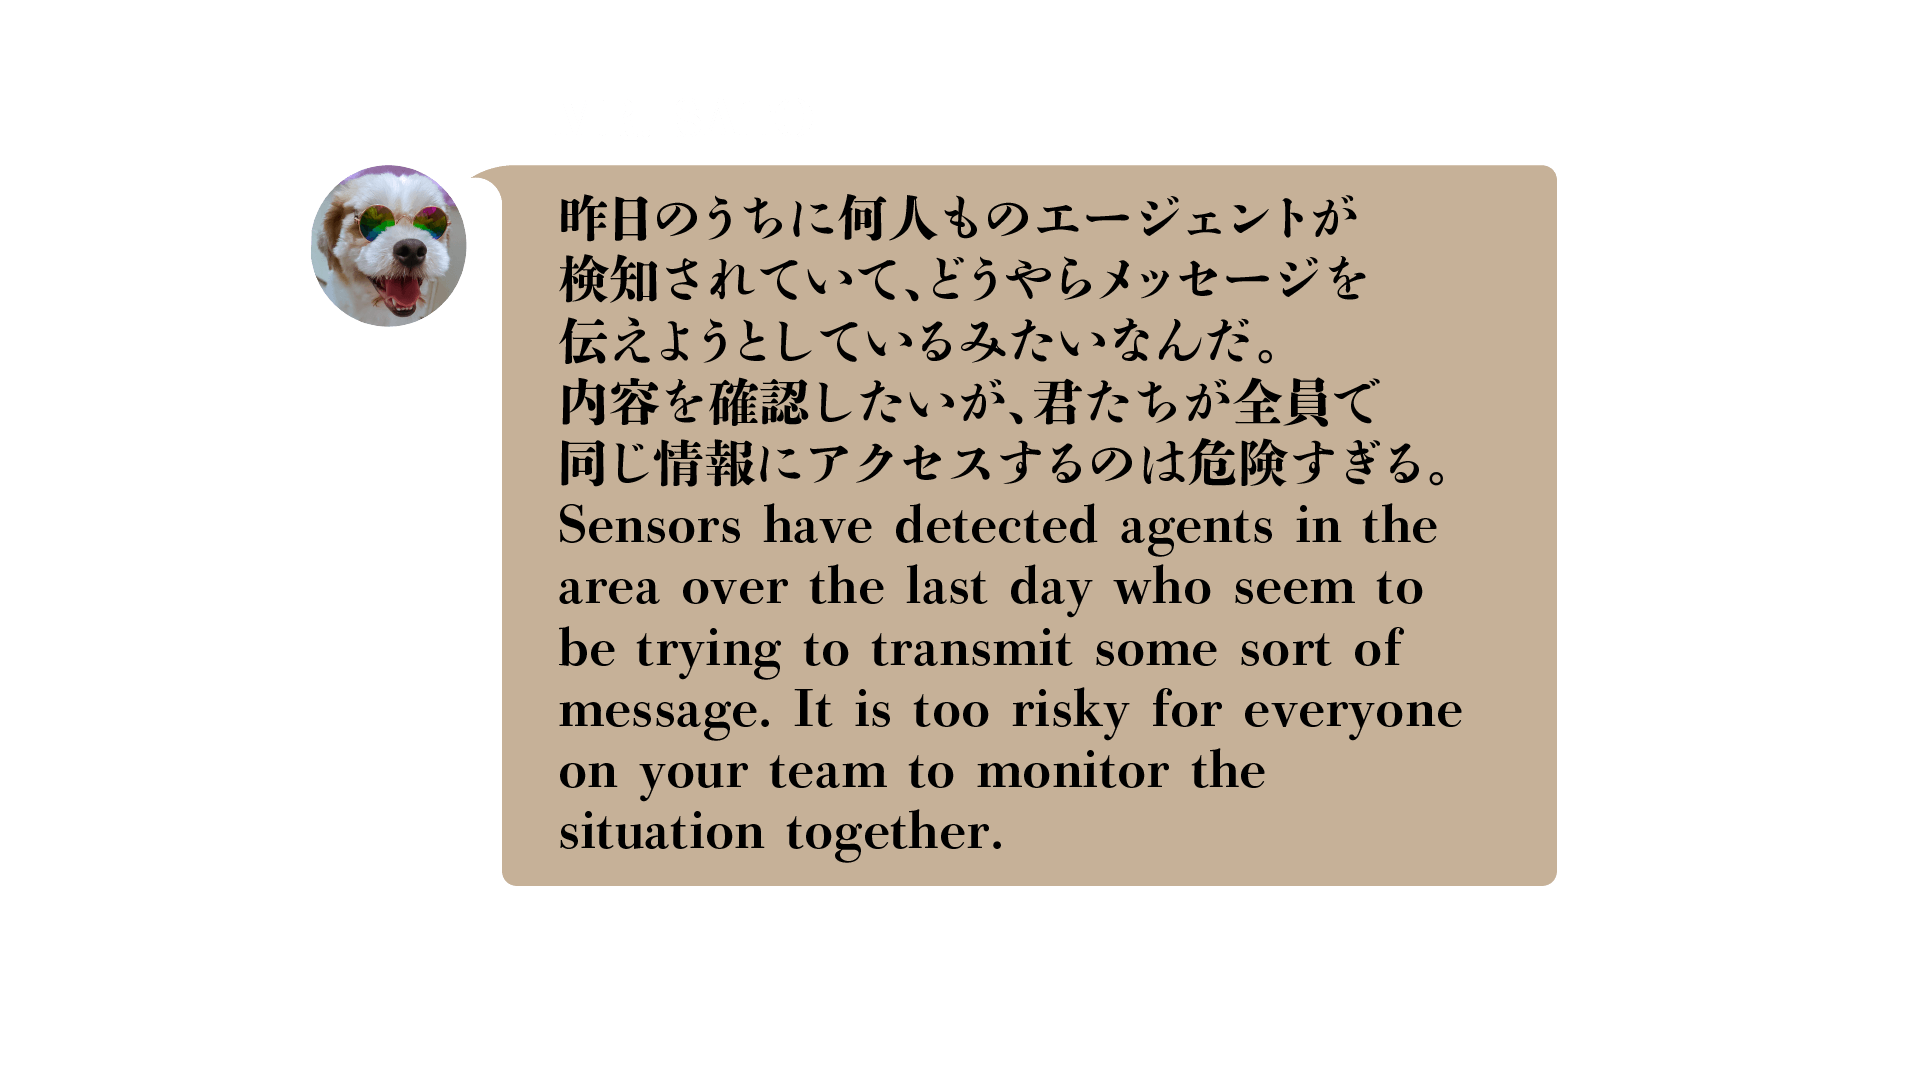 昨日のうちに何人ものエージェントが
検知されていて、どうやらメッセージを
伝えようとしているみたいなんだ。
内容を確認したいが、君たちが全員で
同じ情報にアクセスするのは危険すぎる。
Sensors have detected agents in the
area over the last day who seem to
be trying to transmit some sort of
message. It is too risky for everyone
on your team to monitor the
situation together.